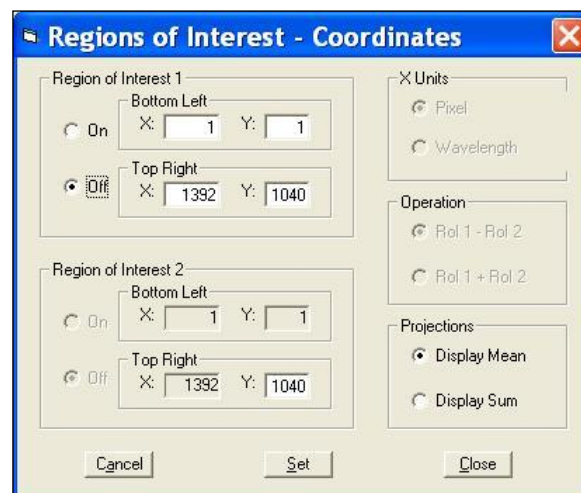 Regions of Interest - Coordinates
Region of Interest 1
On
Off
Bottom Left
X: 1 Y: 1
Top Right
X: 1392 Y: 1040
Region of Interest 2
On
Off
Bottom Left
X: 1 Y: 1
Top Right
X: 1392 Y: 1040
X Units
Pixel
Wavelength
Operation
RoI 1 - RoI 2
RoI 1 + RoI 2
Projections
Display Mean
Display Sum
Cancel
Set
Close